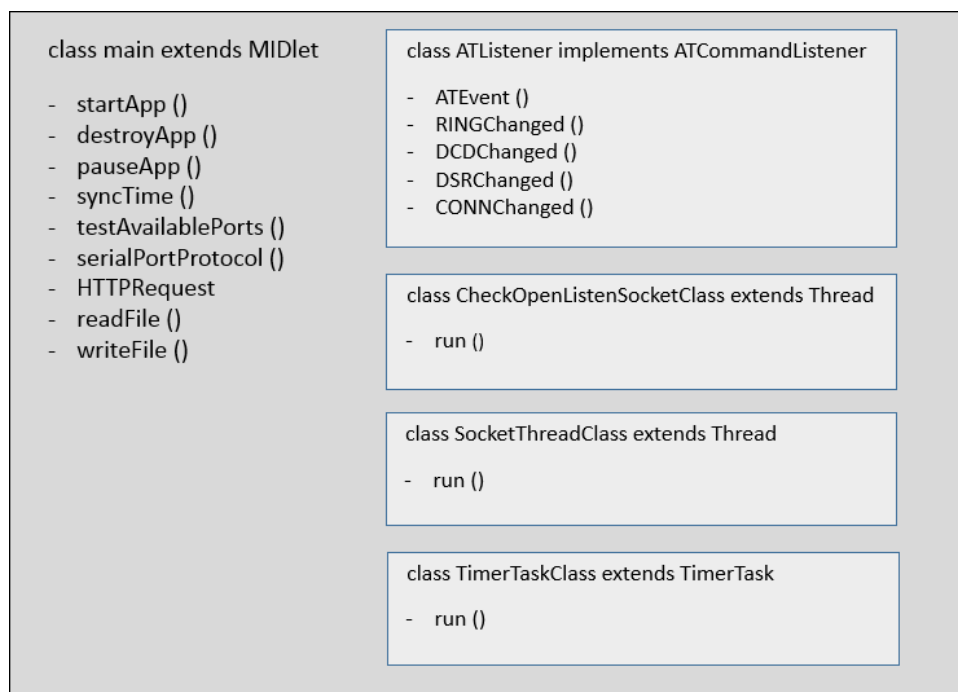 class main extends MIDlet
- startApp ()
- destroyApp ()
- pauseApp ()
- syncTime ()
- testAvailablePorts ()
- serialPortProtocol ()
- HTTPRequest
- readFile ()
- writeFile ()
class ATListener implements ATCommandListener
- ATEvent ()
- RINGChanged ()
- DCDChanged ()
- DSRChanged ()
- CONNChanged ()
class CheckOpenListenSocketClass extends Thread
- run ()
class SocketThreadClass extends Thread
- run ()
class TimerTaskClass extends TimerTask
- run ()